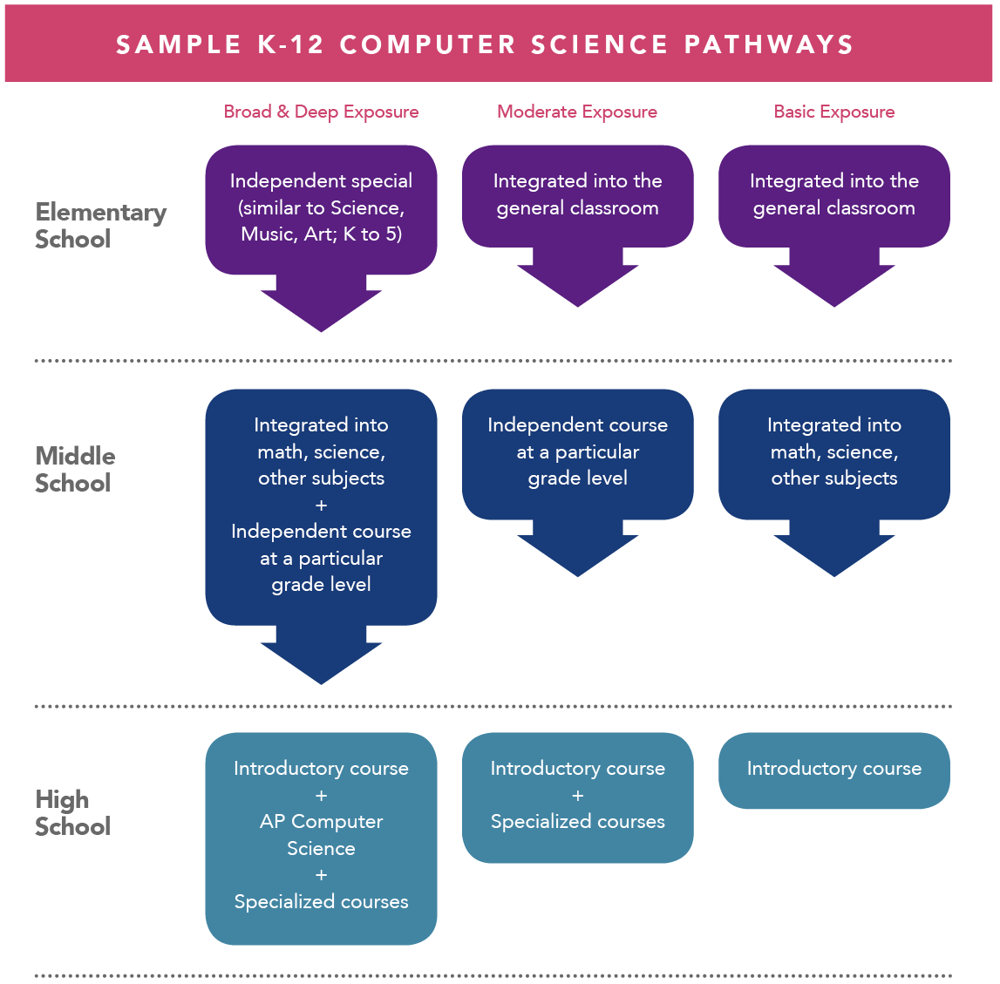 SAMPLE K-12 COMPUTER SCIENCE PATHWAYS
Broad & Deep Exposure
Moderate Exposure
Basic Exposure
Elementary
School
Independent special
(similar to Science,
Music, Art; K to 5)
Integrated into the
general classroom
Integrated into the
general classroom
Middle
School
Integrated into
math, science,
other subjects
+
Independent course
at a particular
grade level
Independent course
at a particular
grade level
Integrated into
math, science,
other subjects
High
School
Introductory course
+
AP Computer
Science
+
Specialized courses
Introductory course
+
Specialized courses
Introductory course